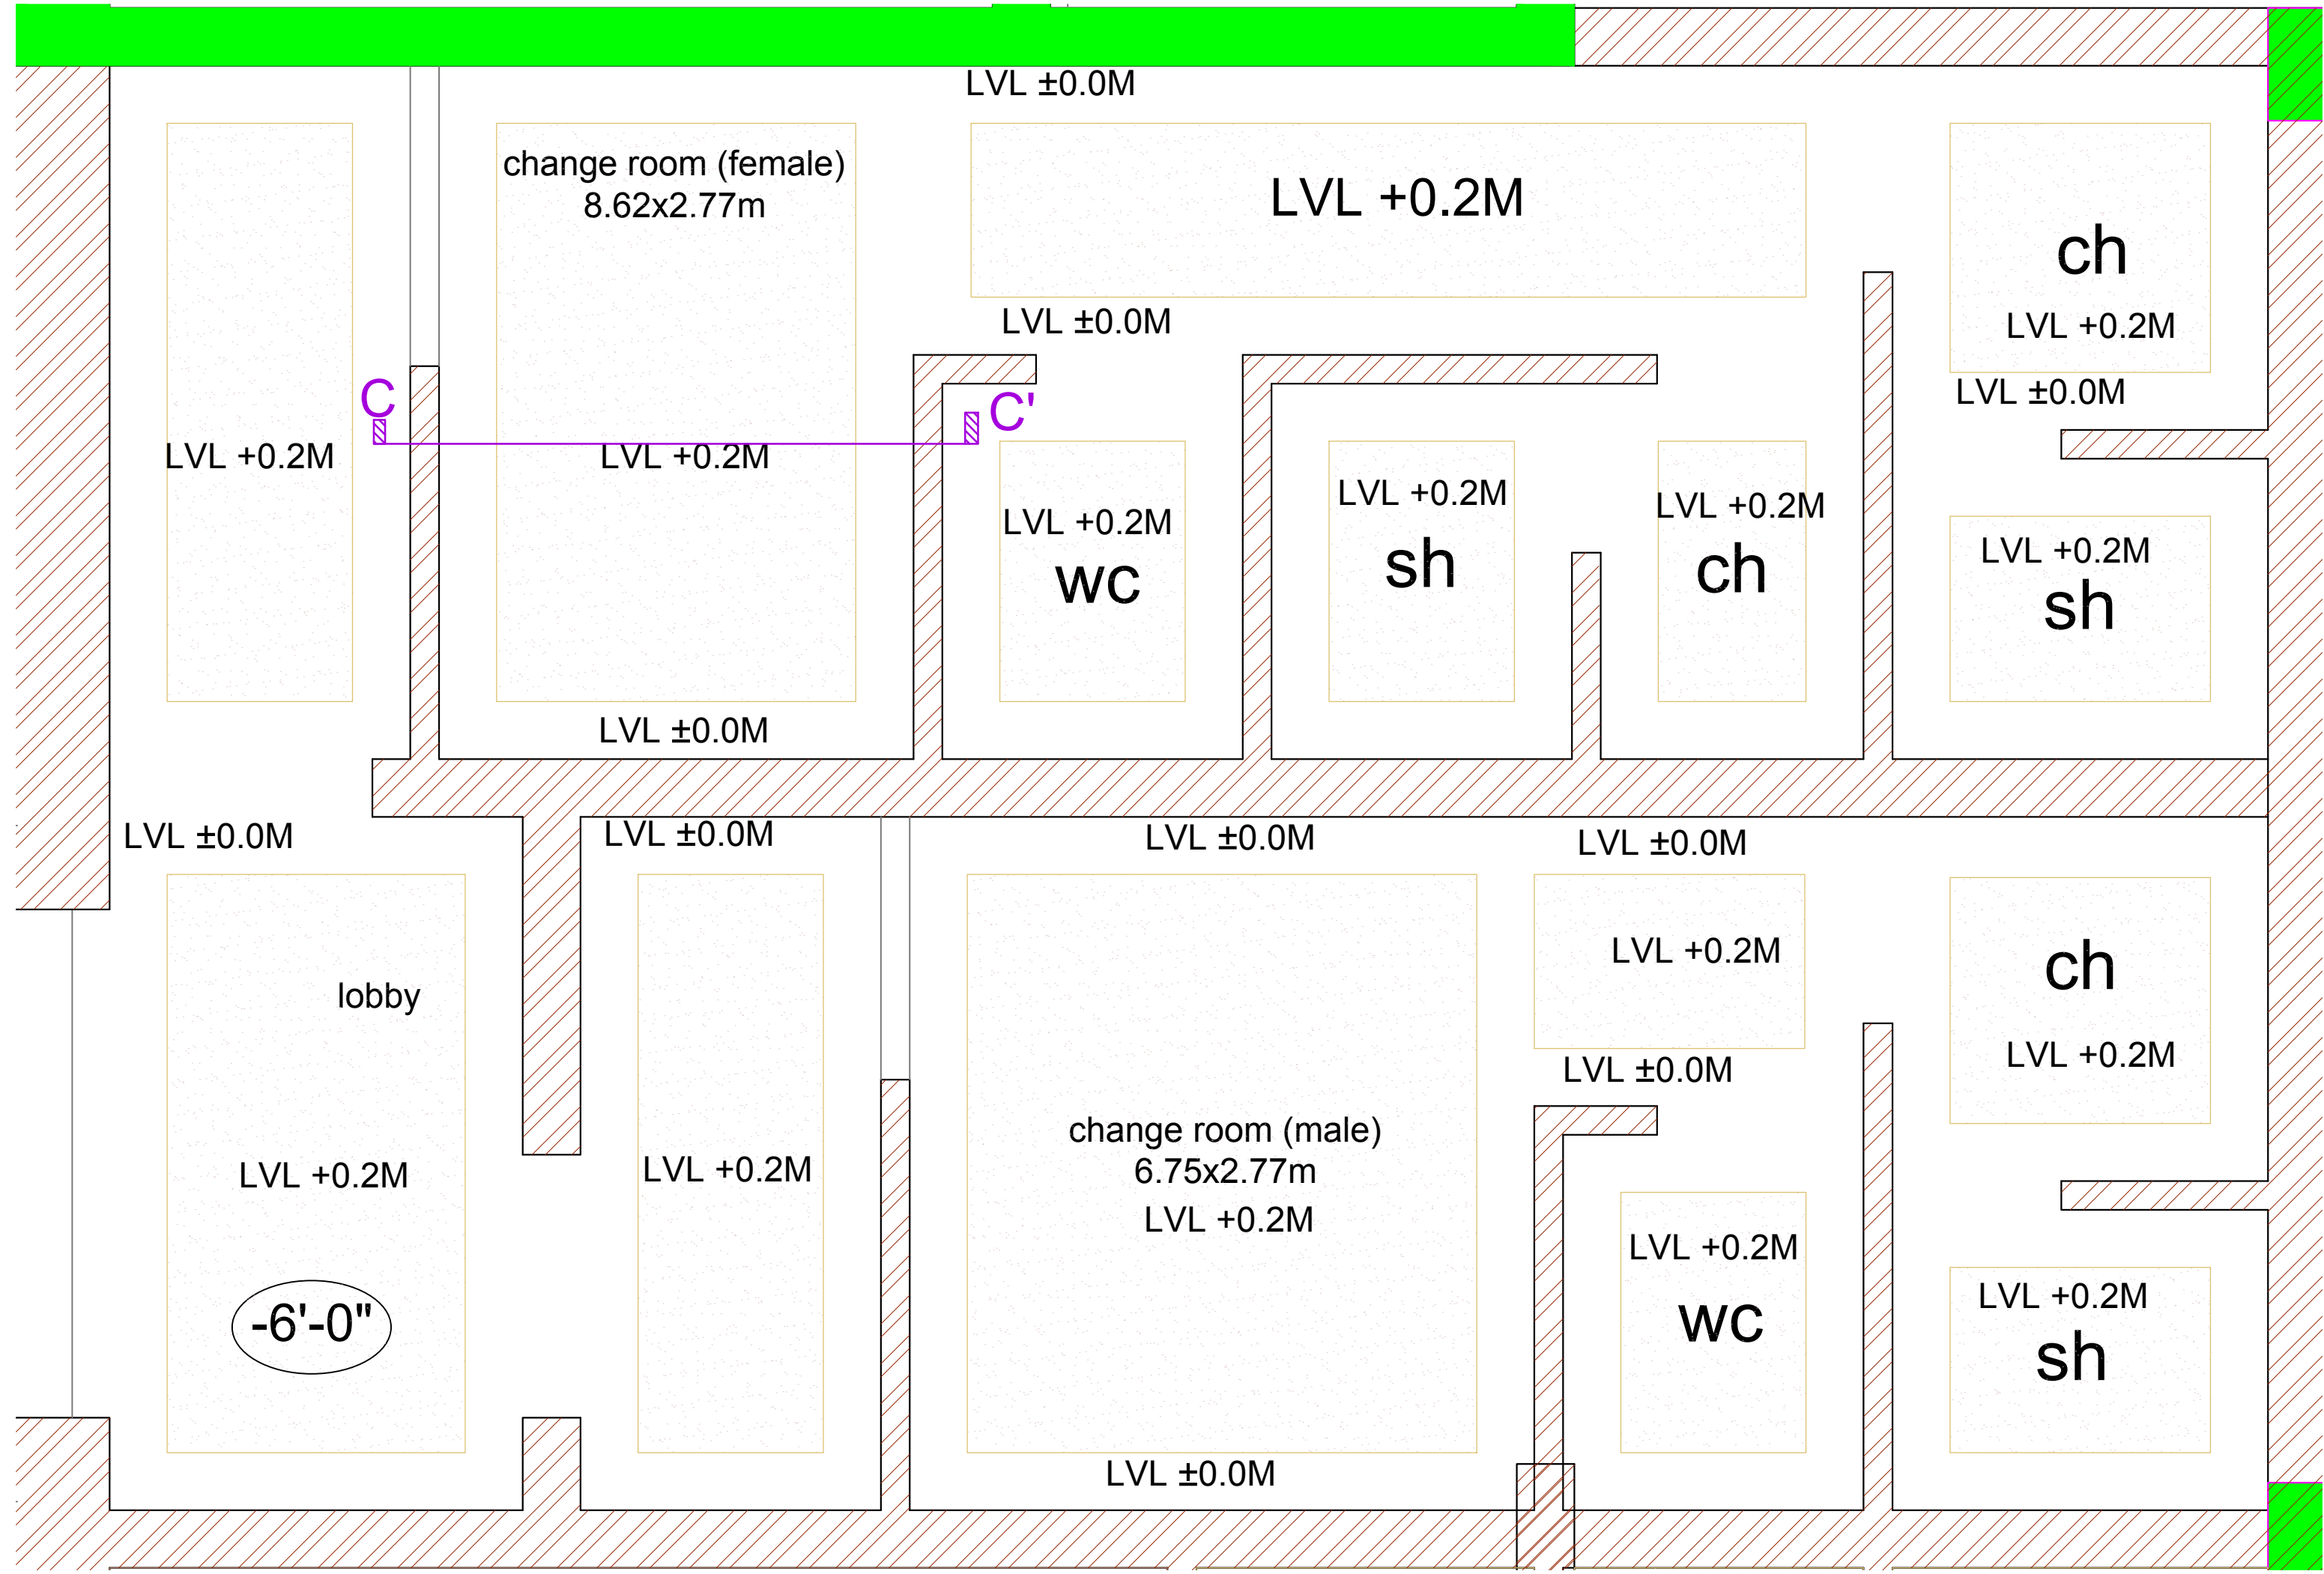 LVL ±0.0M
change room (female)
8.62x2.77m
LVL +0.2M
ch
LVL +0.2M
LVL ±0.0M
LVL ±0.0M
C
C'
LVL +0.2M
LVL +0.2M
LVL +0.2M
wc
LVL +0.2M
sh
LVL +0.2M
ch
LVL +0.2M
sh
LVL ±0.0M
LVL ±0.0M
LVL ±0.0M
LVL ±0.0M
LVL ±0.0M
lobby
LVL +0.2M
ch
LVL +0.2M
LVL ±0.0M
LVL +0.2M
LVL +0.2M
change room (male)
6.75x2.77m
LVL +0.2M
LVL +0.2M
wc
LVL +0.2M
sh
-6'-0"
LVL ±0.0M